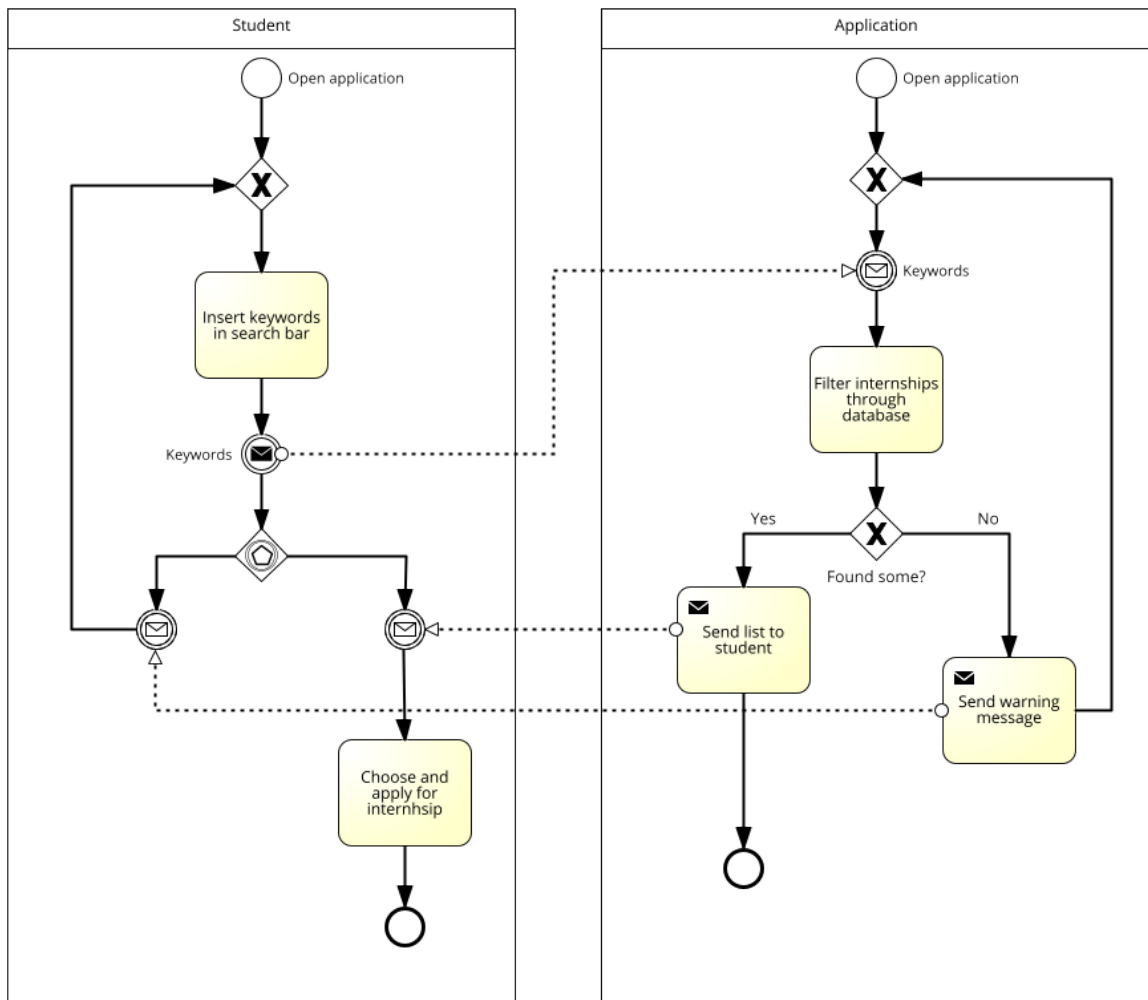 Student
Open application
Insert keywords
in search bar
Keywords
Choose and
apply for
internhsip
Application
Open application
Keywords
Filter internships
through
database
Yes
No
Found some?
Send list to
student
Send warning
message